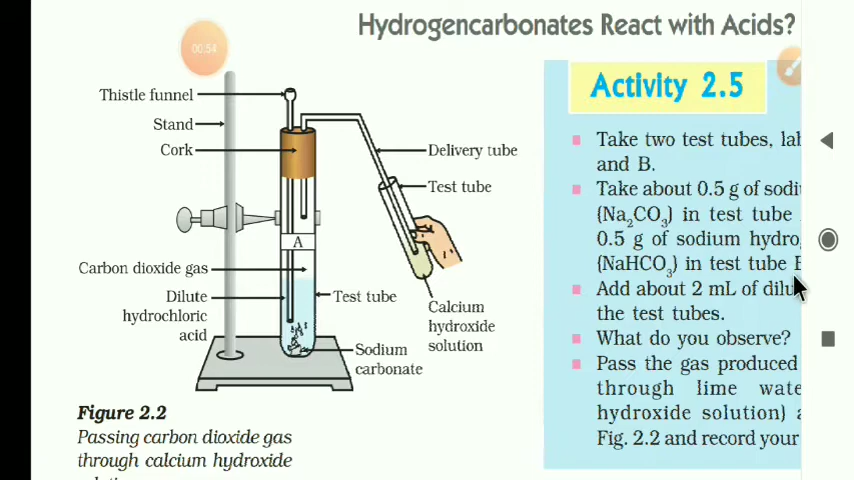 Hydrogencarbonates React with Acids?
00:54
Thistle funnel
Stand
Cork
Delivery tube
Test tube
A
Carbon dioxide gas
Dilute
hydrochloric
acid
Test tube
Calcium
hydroxide
solution
Sodium
carbonate
Figure 2.2
Passing carbon dioxide gas
through calcium hydroxide
Activity 2.5
Take two test tubes, lab
and B.
Take about 0.5 g of sodi
(Na₂CO₃) in test tube
0.5 g of sodium hydro
(NaHCO₃) in test tube B
Add about 2 mL of dilu
the test tubes.
What do you observe?
Pass the gas produced
through lime wate
hydroxide solution) a
Fig. 2.2 and record your